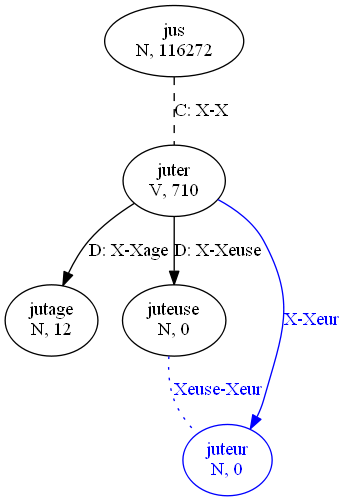 jus
N, 116272
C: X-X
juter
V, 710
D: X-Xage
D: X-Xeuse
jutage
N, 12
juteuse
N, 0
X-Xeur
Xeuse-Xeur
juteur
N, 0